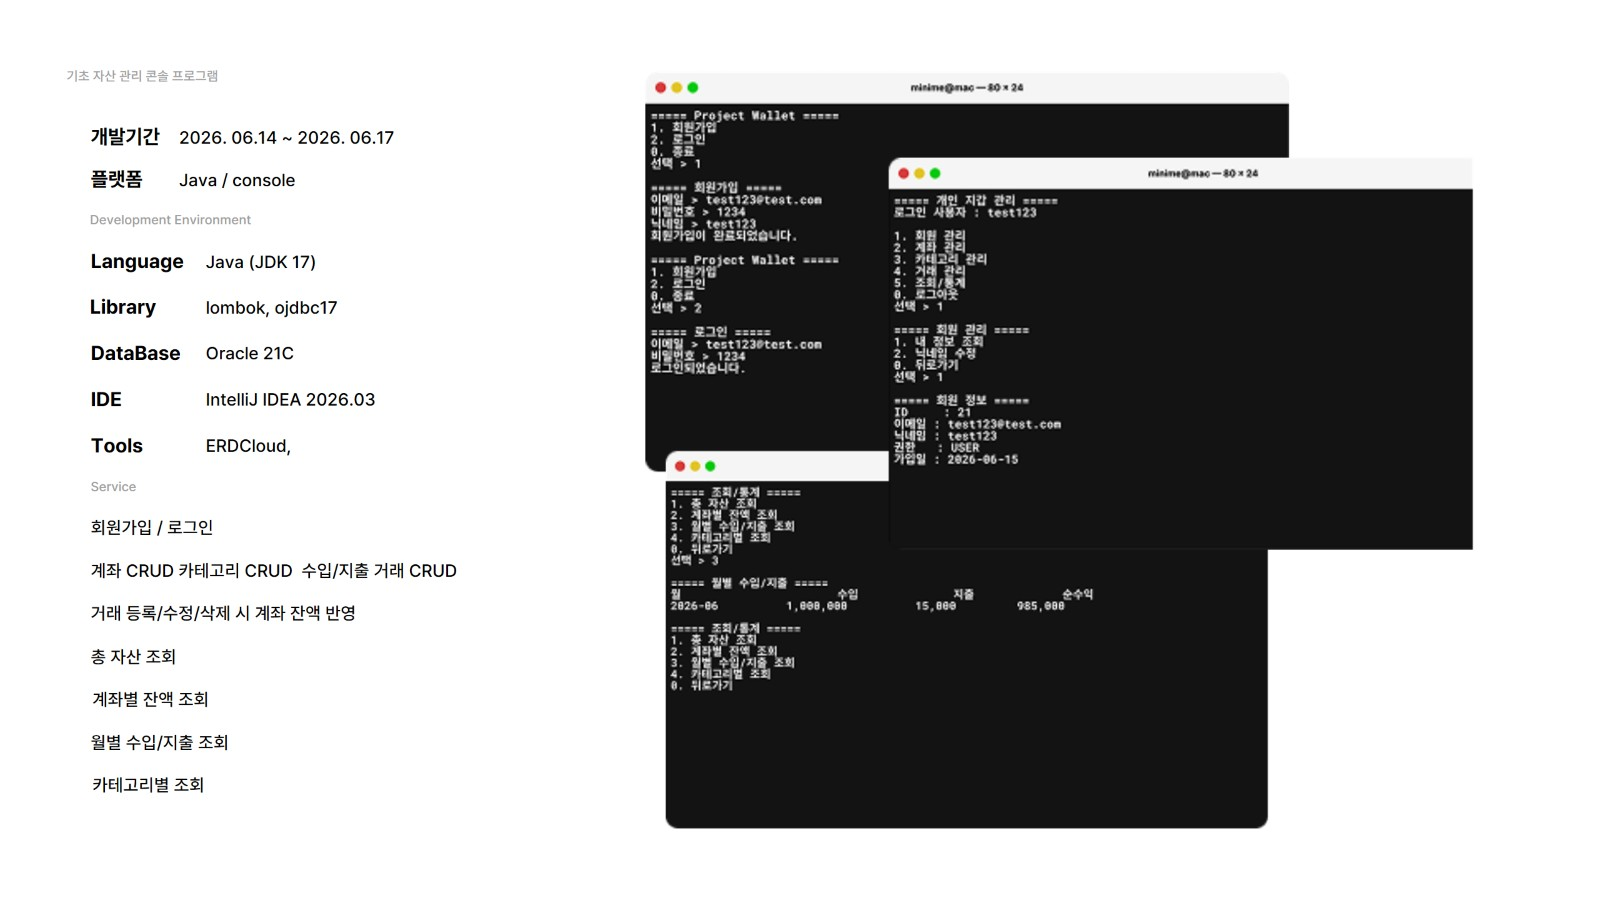 기초 자산 관리 콘솔 프로그램
개발기간 2026. 06.14 ~ 2026. 06.17
플랫폼 Java / console
Development Environment
Language Java (JDK 17)
Library lombok, ojdbc17
DataBase Oracle 21C
IDE IntelliJ IDEA 2026.03
Tools ERDCloud,
Service
회원가입 / 로그인
계좌 CRUD 카테고리 CRUD  수입/지출 거래 CRUD
거래 등록/수정/삭제 시 계좌 잔액 반영
총 자산 조회
계좌별 잔액 조회
월별 수입/지출 조회
카테고리별 조회
minime@mac — 80 × 24
===== Project Wallet =====
1. 회원가입
2. 로그인
0. 종료
선택 > 1
===== 회원가입 =====
이메일 > test123@test.com
비밀번호 > 1234
닉네임 > test123
회원가입이 완료되었습니다.
===== Project Wallet =====
1. 회원가입
2. 로그인
0. 종료
선택 > 2
===== 로그인 =====
이메일 > test123@test.com
비밀번호 > 1234
로그인되었습니다.
minime@mac — 80 × 24
===== 개인 지갑 관리 =====
로그인 사용자 : test123
1. 회원 관리
2. 계좌 관리
3. 카테고리 관리
4. 거래 관리
5. 조회/통계
0. 로그아웃
선택 > 1
===== 회원 관리 =====
1. 내 정보 조회
2. 닉네임 수정
0. 뒤로가기
선택 > 1
===== 회원 정보 =====
ID : 21
이메일 : test123@test.com
닉네임 : test123
권한 : USER
가입일 : 2026-06-15
===== 조회/통계 =====
1. 총 자산 조회
2. 계좌별 잔액 조회
3. 월별 수입/지출 조회
4. 카테고리별 조회
0. 뒤로가기
선택 > 3
===== 월별 수입/지출 =====
월 수입 지출 순수익
2026-06 1,000,000 15,000 985,000
===== 조회/통계 =====
1. 총 자산 조회
2. 계좌별 잔액 조회
3. 월별 수입/지출 조회
4. 카테고리별 조회
0. 뒤로가기